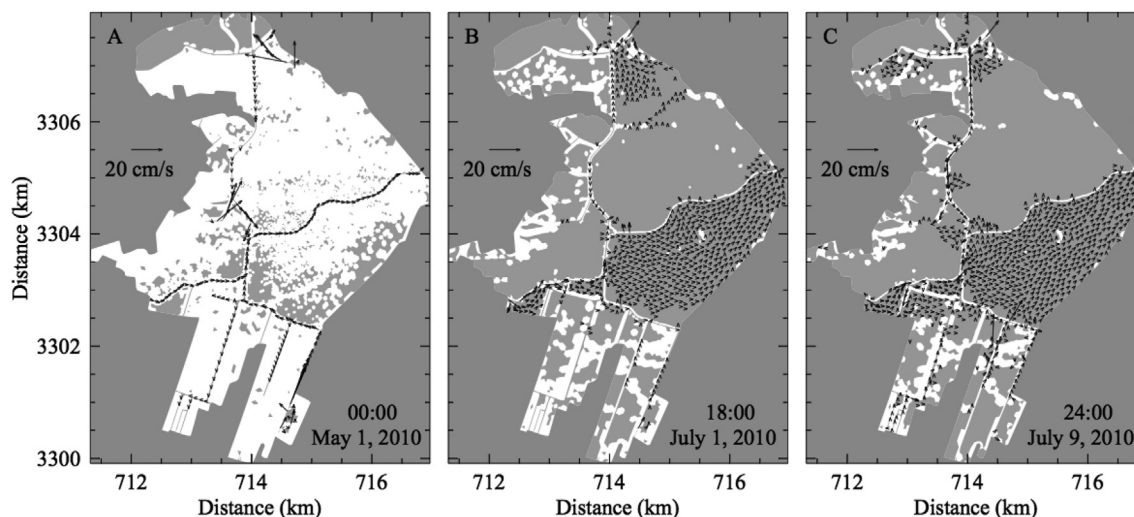 A
B
C
3306
3304
3302
3300
Distance (km)
20 cm/s
20 cm/s
20 cm/s
00:00
May 1, 2010
18:00
July 1, 2010
24:00
July 9, 2010
712
714
716
712
714
716
712
714
716
Distance (km)
Distance (km)
Distance (km)